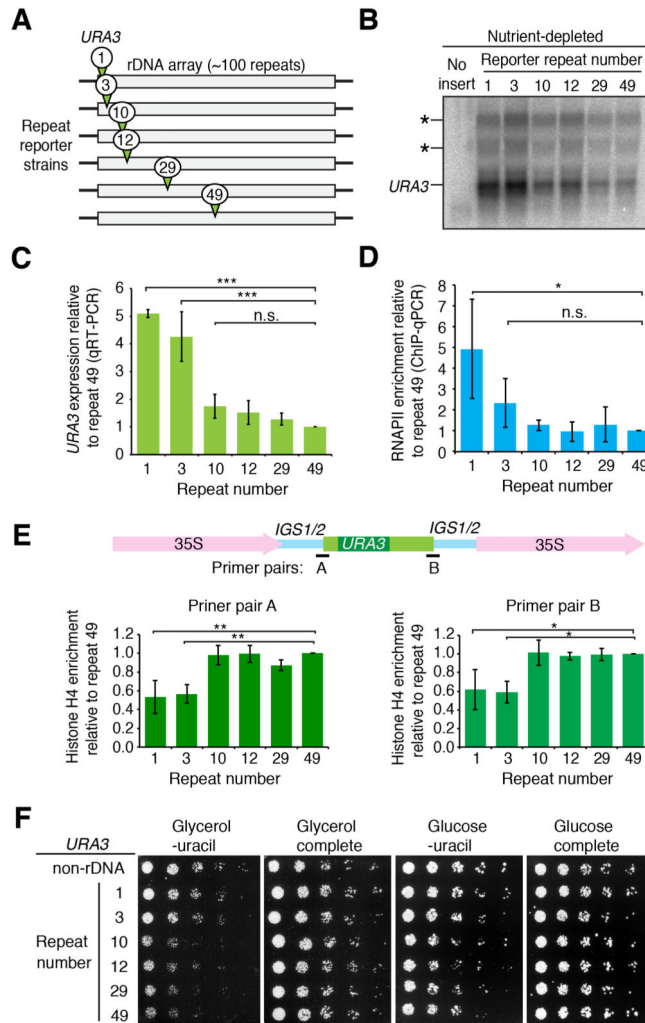 A
URA3
rDNA array (~100 repeats)
1
3
10
12
29
49
Repeat
reporter
strains
B
Nutrient-depleted
No
insert
Reporter repeat number
1 3 10 12 29 49
*
*
URA3
C
URA3 expression relative
to repeat 49 (qRT-PCR)
6
5
4
3
2
1
0
***
***
n.s.
1 3 10 12 29 49
Repeat number
D
RNAPII enrichment relative
to repeat 49 (ChIP-qPCR)
8
7
6
5
4
3
2
1
0
*
n.s.
1 3 10 12 29 49
Repeat number
E
IGS1/2 IGS1/2
35S URA3 35S
Primer pairs: A B
Priner pair A
Histone H4 enrichment
relative to repeat 49
1.2
1.0
0.8
0.6
0.4
0.2
0.0
**
**
1 3 10 12 29 49
Repeat number
Primer pair B
Histone H4 enrichment
relative to repeat 49
1.2
1.0
0.8
0.6
0.4
0.2
0.0
*
*
1 3 10 12 29 49
Repeat number
F
URA3
Glycerol
-uracil
Glycerol
complete
Glucose
-uracil
Glucose
complete
non-rDNA
Repeat
number
1
3
10
12
29
49